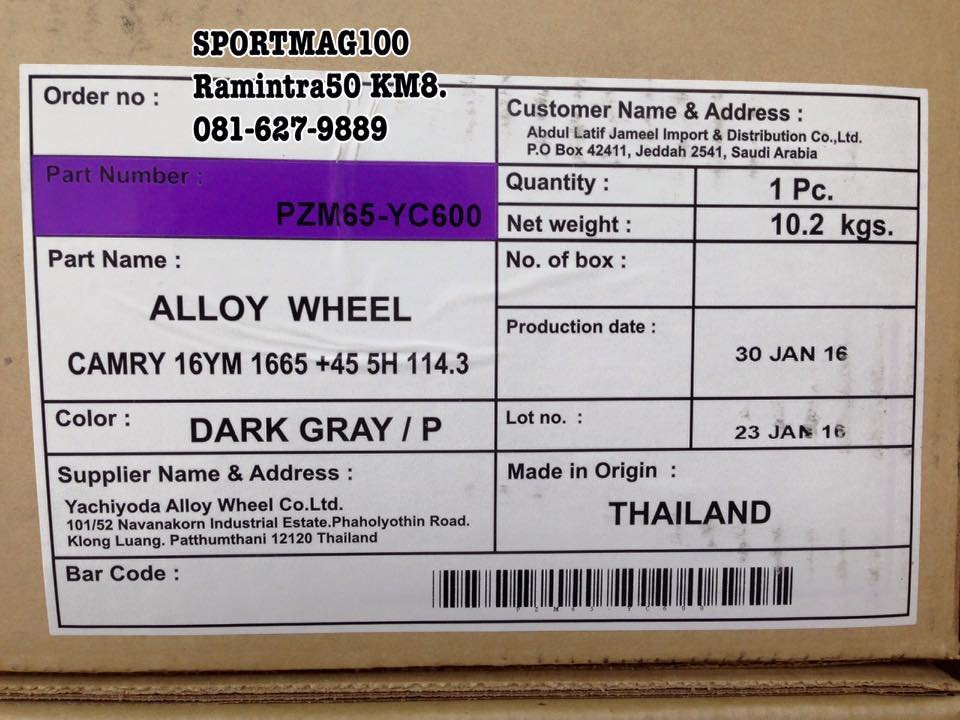 SPORTMAG100
Ramintra50 KM8.
081-627-9889
Order no :
Customer Name & Address :
Abdul Latif Jameel Import & Distribution Co.,Ltd.
P.O Box 42411, Jeddah 2541, Saudi Arabia
Part Number :
PZM65-YC600
Quantity :
1 Pc.
Net weight :
10.2 kgs.
Part Name :
ALLOY WHEEL
CAMRY 16YM 1665 +45 5H 114.3
No. of box :
Production date :
30 JAN 16
Color :
DARK GRAY / P
Lot no. :
23 JAN 16
Supplier Name & Address :
Yachiyoda Alloy Wheel Co.Ltd.
101/52 Navanakorn Industrial Estate.Phaholyothin Road.
Klong Luang. Patthumthani 12120 Thailand
Made in Origin :
THAILAND
Bar Code :
PZM65-YC600